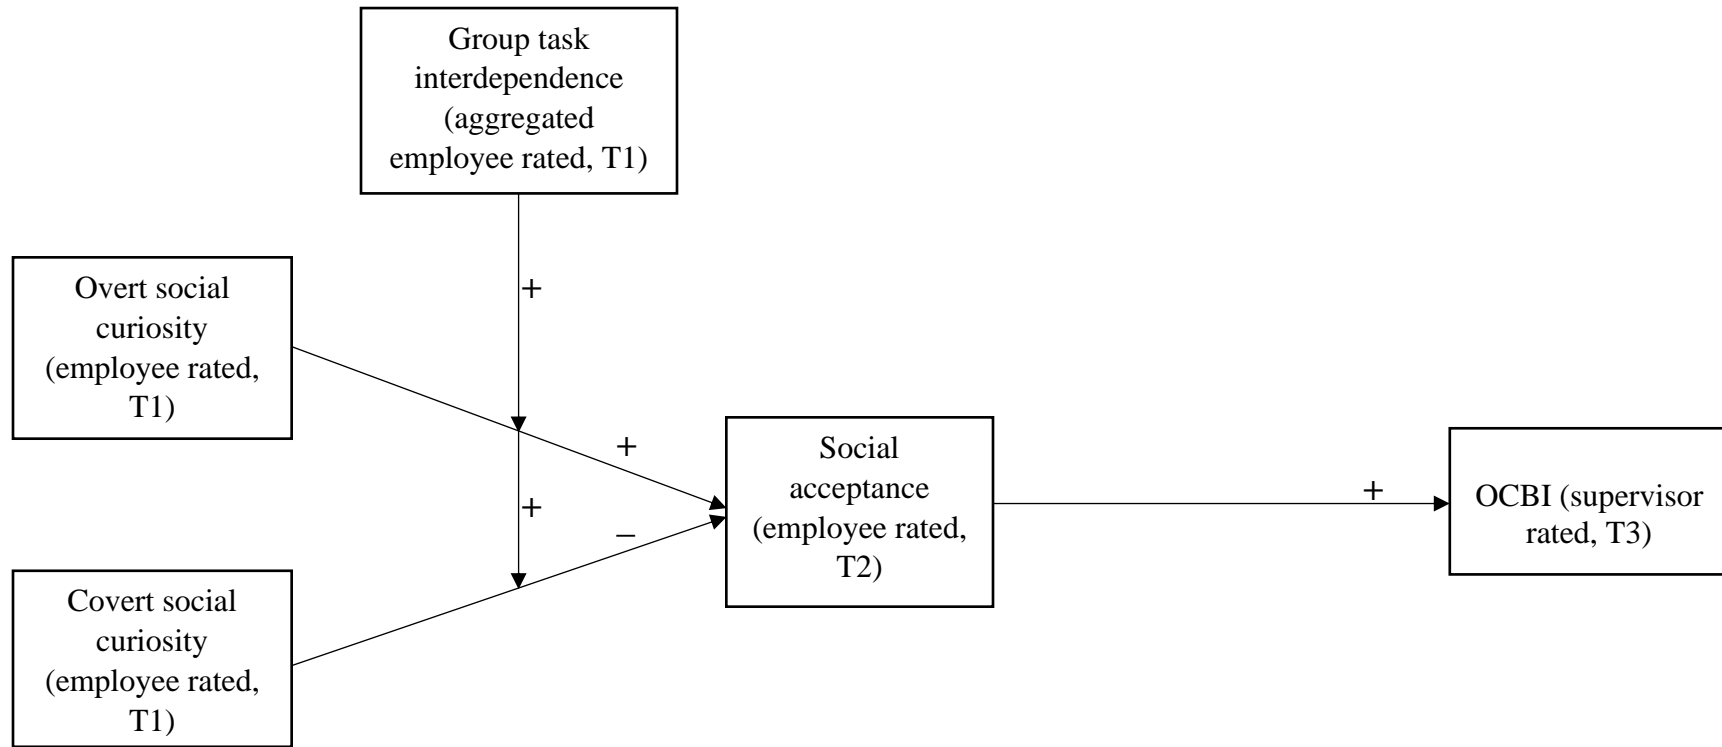 Group task
interdependence
(aggregated
employee rated, T1)
+
Overt social
curiosity
(employee rated,
T1)
+
+
−
Covert social
curiosity
(employee rated,
T1)
Social
acceptance
(employee rated,
T2)
+
OCBI (supervisor
rated, T3)